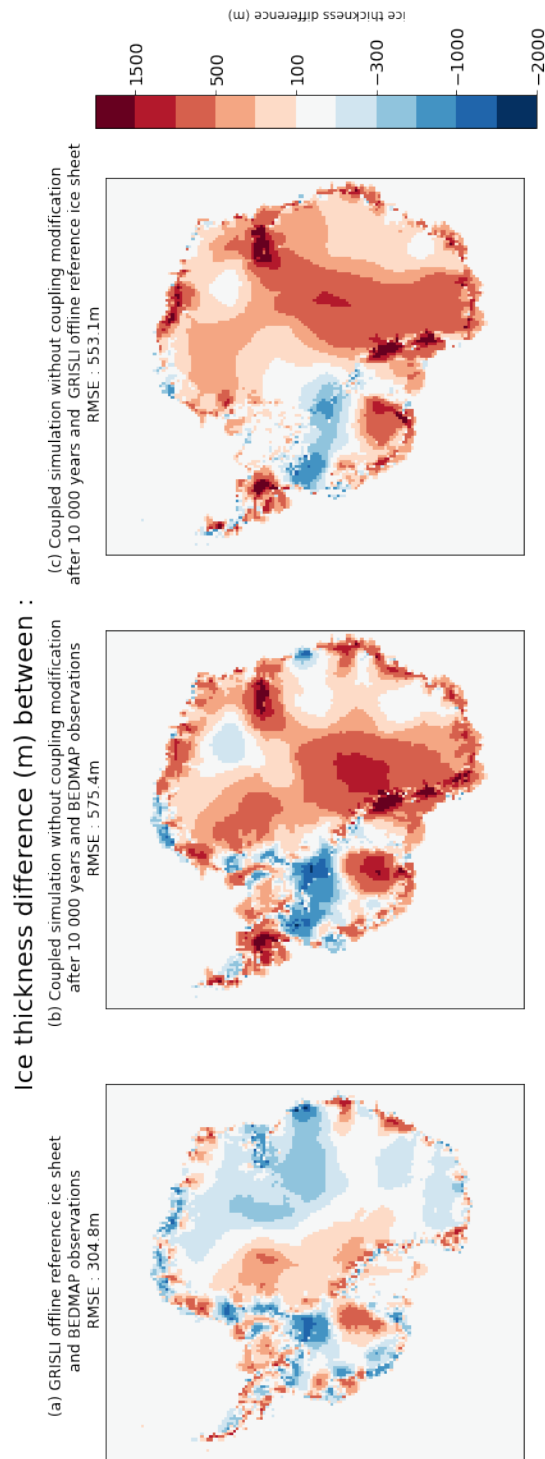 Ice thickness difference (m) between :
(a) GRISLI offline reference ice sheet
and BEDMAP observations
RMSE : 304.8m
(b) Coupled simulation without coupling modification
after 10 000 years and BEDMAP observations
RMSE : 575.4m
(c) Coupled simulation without coupling modification
after 10 000 years and GRISLI offline reference ice sheet
RMSE : 553.1m
1500
500
100
−300
−1000
−2000
ice thickness difference (m)